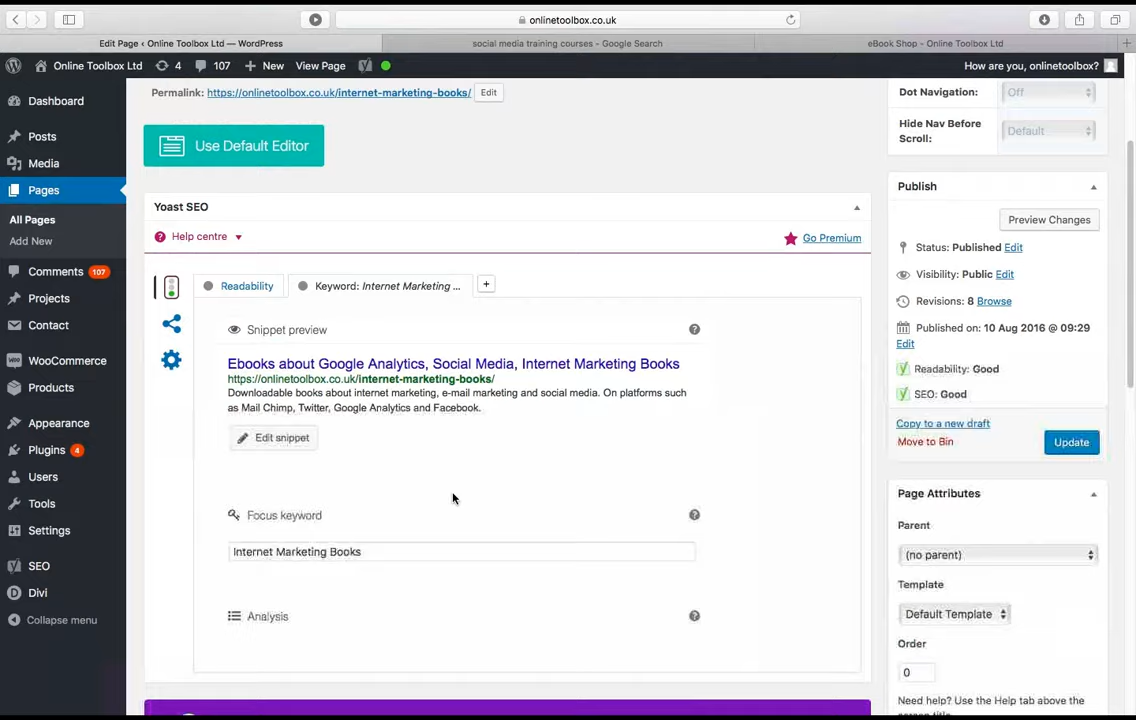 onlinetoolbox.co.uk
Edit Page ‹ Online Toolbox Ltd — WordPress
social media training courses - Google Search
eBook Shop - Online Toolbox Ltd
Online Toolbox Ltd
4
107
New
View Page
How are you, onlinetoolbox?
Dashboard
Posts
Media
Pages
All Pages
Add New
Comments 107
Projects
Contact
WooCommerce
Products
Appearance
Plugins 4
Users
Tools
Settings
SEO
Divi
Collapse menu
Permalink: https://onlinetoolbox.co.uk/internet-marketing-books/ Edit
Use Default Editor
Yoast SEO
Help centre
Go Premium
Readability
Keyword: Internet Marketing ...
+
Snippet preview
Ebooks about Google Analytics, Social Media, Internet Marketing Books
https://onlinetoolbox.co.uk/internet-marketing-books/
Downloadable books about internet marketing, e-mail marketing and social media. On platforms such
as Mail Chimp, Twitter, Google Analytics and Facebook.
Edit snippet
Focus keyword
Internet Marketing Books
Analysis
Dot Navigation: Off
Hide Nav Before
Scroll:
Default
Publish
Preview Changes
Status: Published Edit
Visibility: Public Edit
Revisions: 8 Browse
Published on: 10 Aug 2016 @ 09:29
Edit
Readability: Good
SEO: Good
Copy to a new draft
Move to Bin
Update
Page Attributes
Parent
(no parent)
Template
Default Template
Order
0
Need help? Use the Help tab above the
screen title.